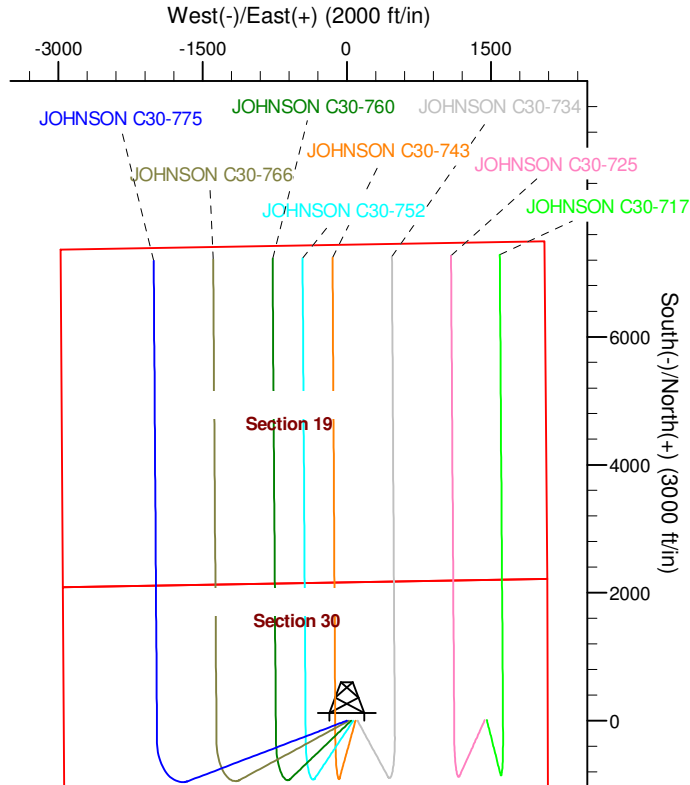 West(-)/East(+) (2000 ft/in)
-3000 -1500 0 1500
JOHNSON C30-760 JOHNSON C30-734
JOHNSON C30-775
JOHNSON C30-743
JOHNSON C30-766 JOHNSON C30-725
JOHNSON C30-752 JOHNSON C30-717
South(-)/North(+) (3000 ft/in)
6000
Section 19
4000
2000
Section 30
0